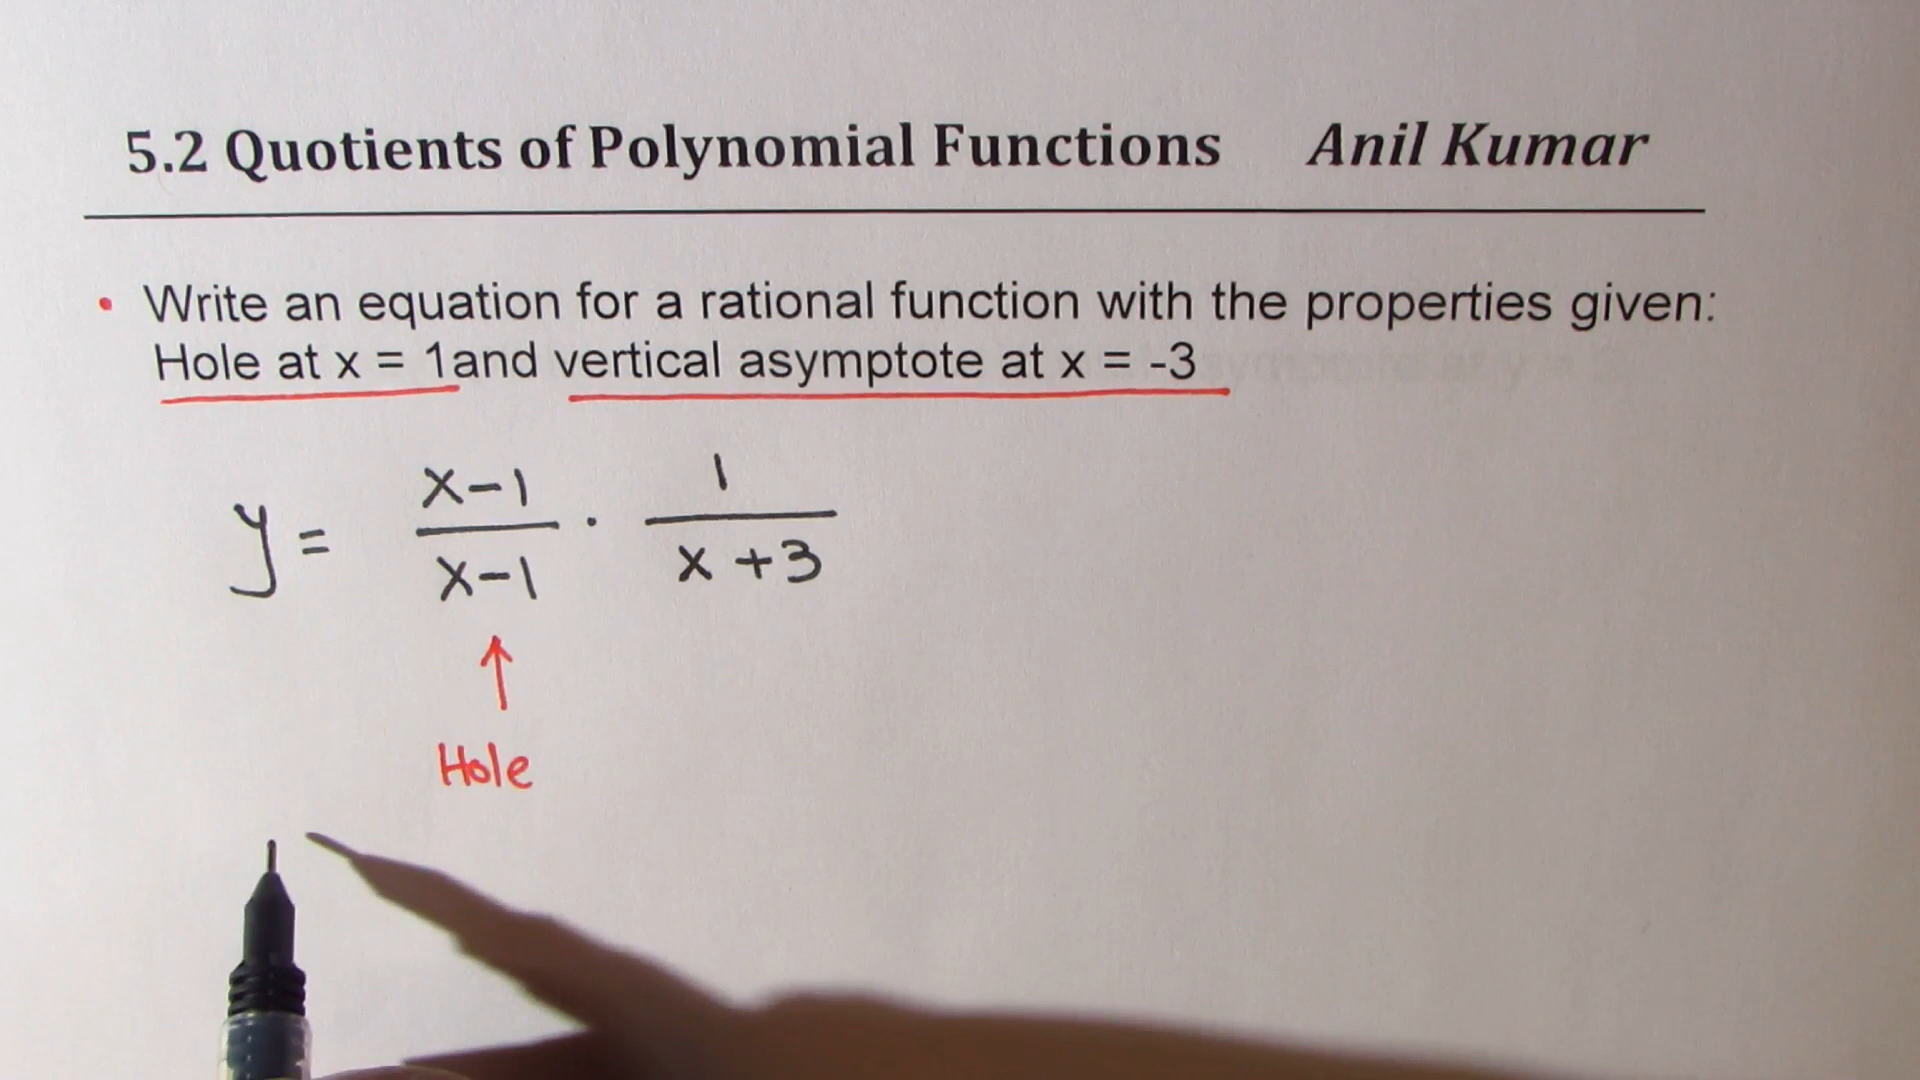 5.2 Quotients of Polynomial Functions Anil Kumar
• Write an equation for a rational function with the properties given:
Hole at x = 1and vertical asymptote at x = -3
y = x-1/x-1 · 1/x+3
↑
Hole